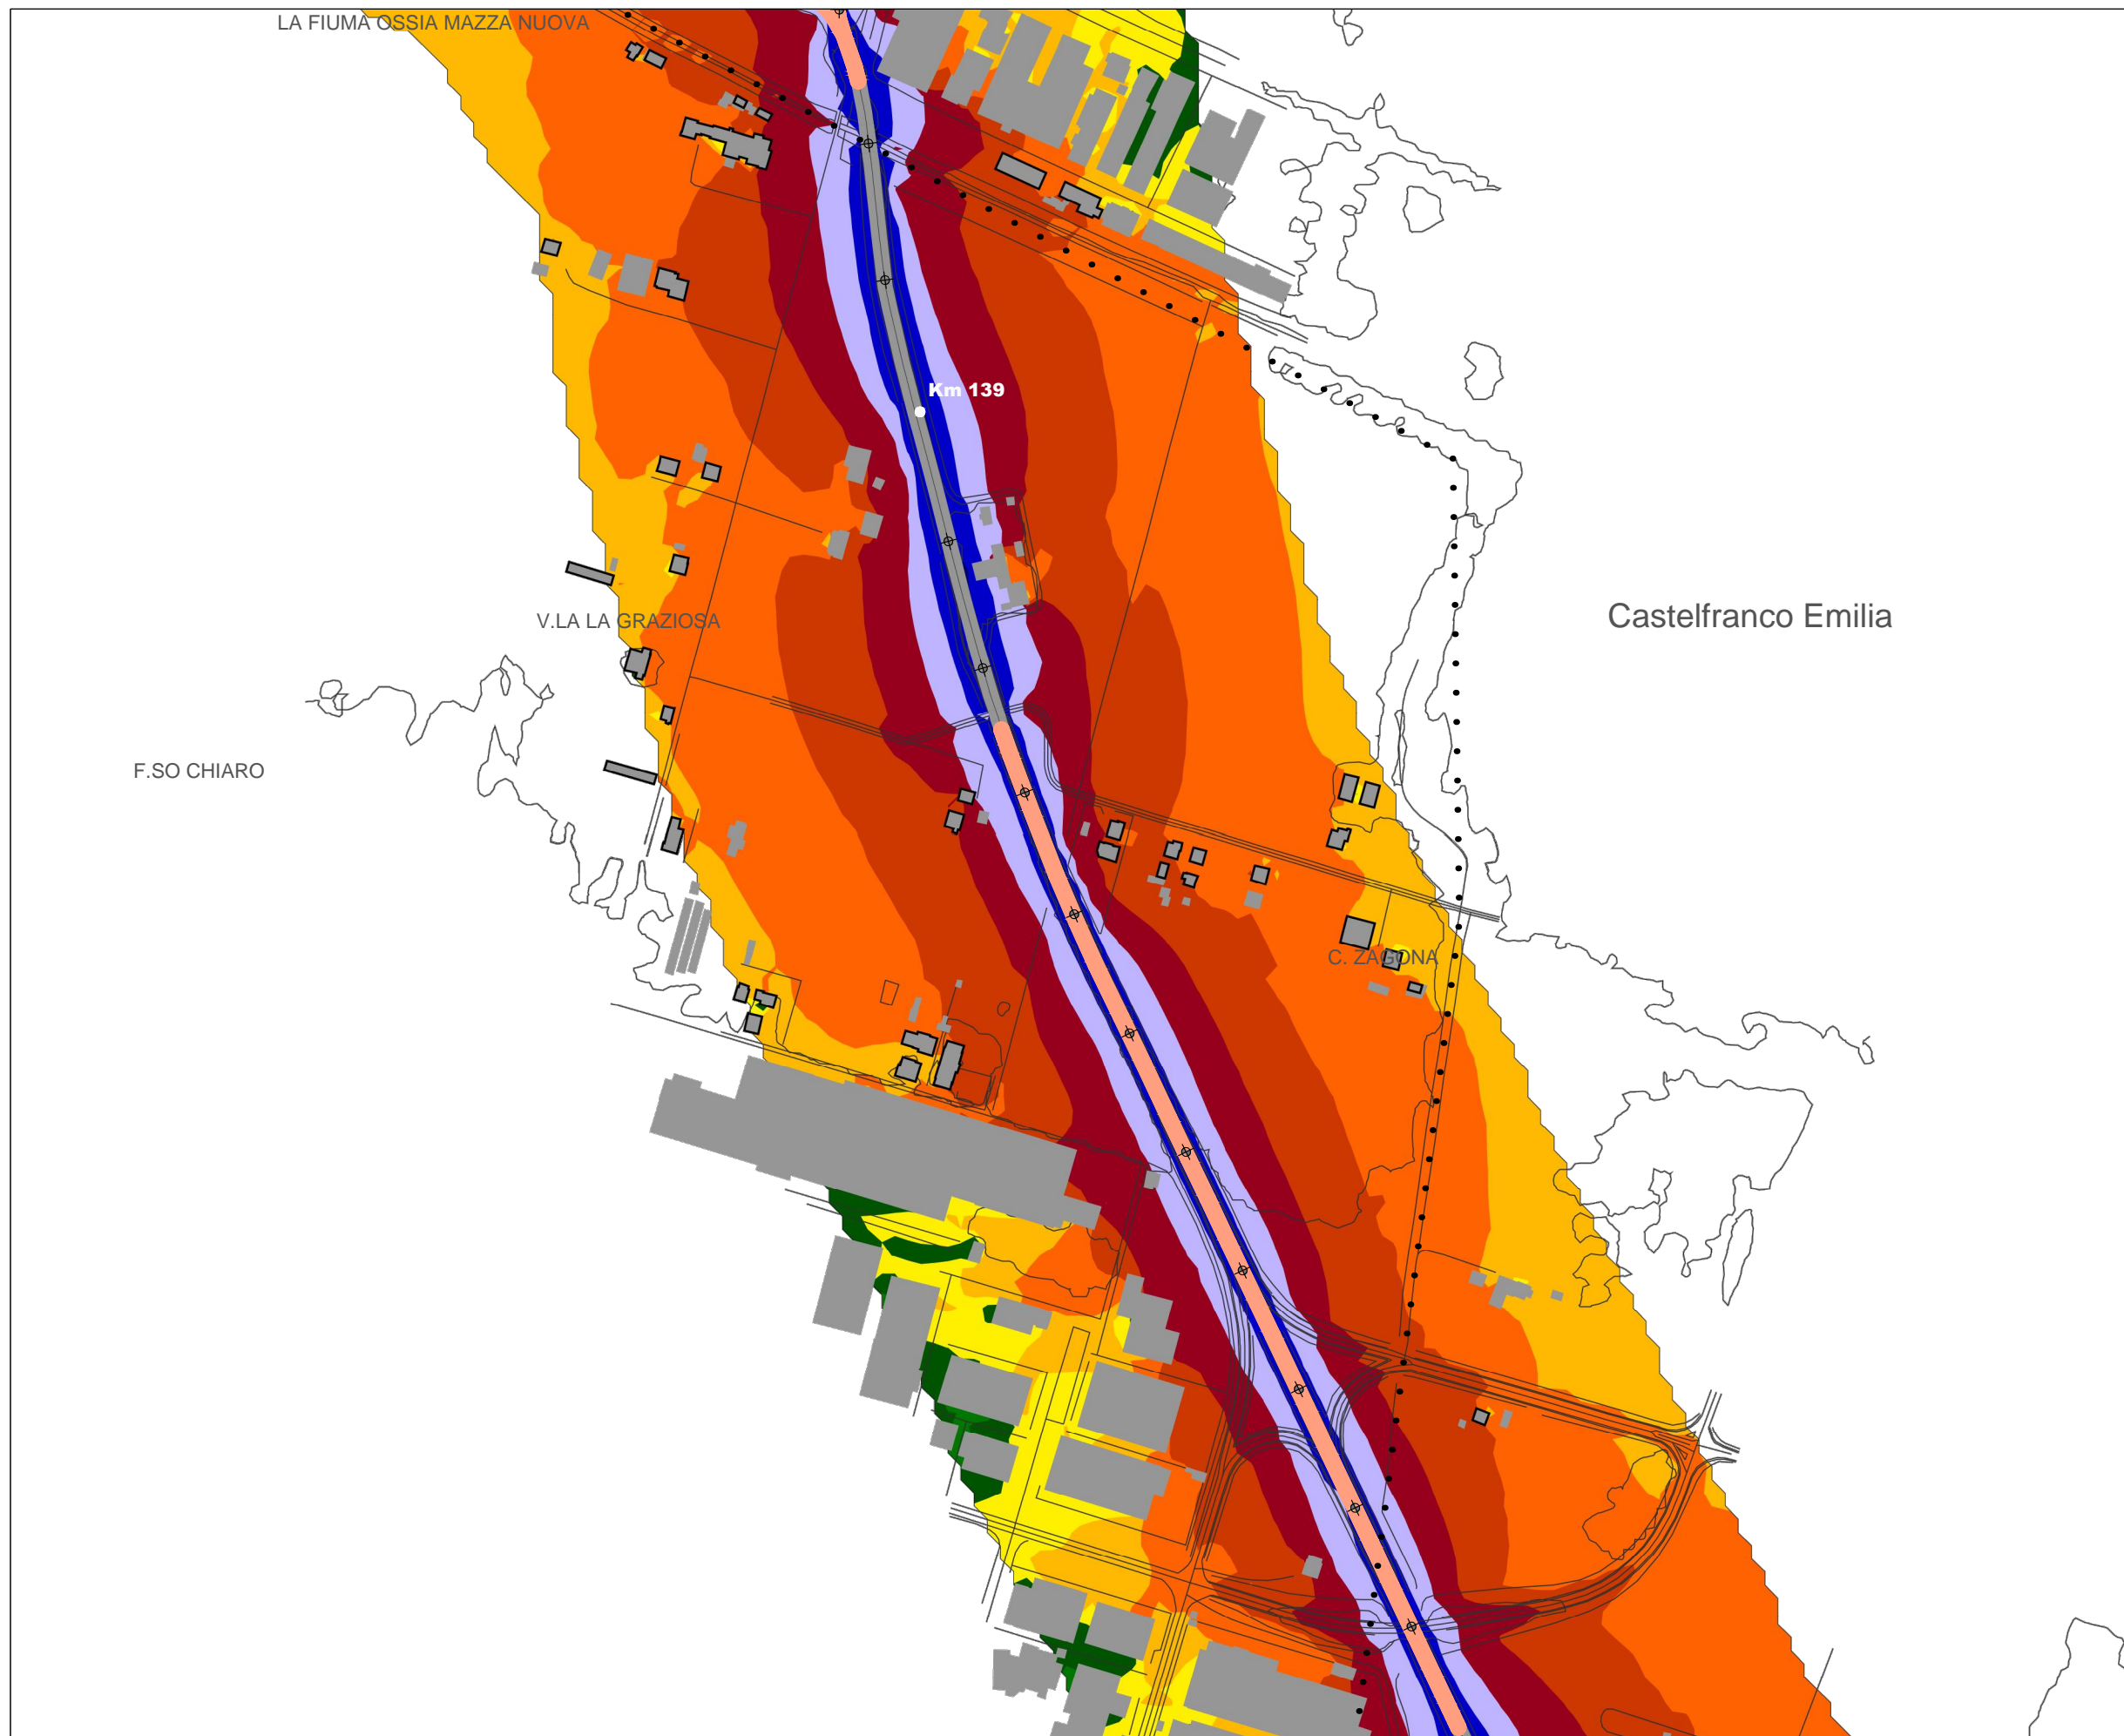 LA FIUMA OSSIA MAZZA NUOVA
Km 139
Castelfranco Emilia
V.LA LA GRAZIOSA
F.SO CHIARO
C. ZAGONA